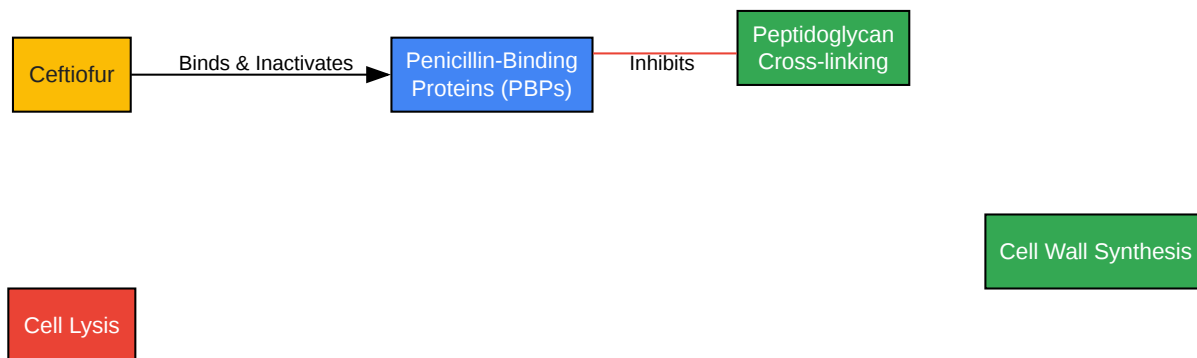 Ceftiofur
Binds & Inactivates
Penicillin-Binding
Proteins (PBPs)
Inhibits
Peptidoglycan
Cross-linking
Cell Wall Synthesis
Cell Lysis